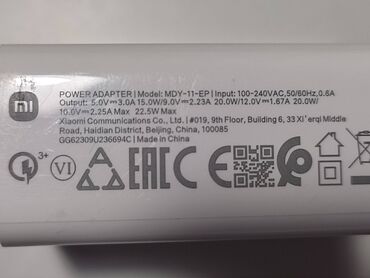 mi
POWER ADAPTER | Model: MDY-11-EP | Input: 100-240VAC,50/60Hz,0.6A
Output: 5.0V⎓3.0A 15.0W/9.0V⎓2.23A 20.0W/12.0V⎓1.67A 20.0W/
10.0V⎓2.25A Max 22.5W Max
Xiaomi Communications Co., Ltd. | #019, 9th Floor, Building 6, 33 Xi'erqi Middle
Road, Haidian District, Beijing, China, 100085
GG62309U236694C | Made in China
3+
VI
EAC
CE